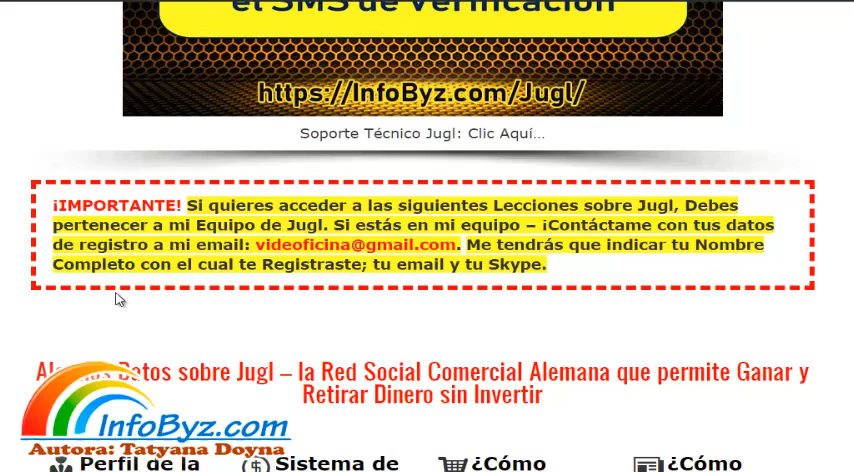 el SMS de verificación
https://InfoByz.com/Jugl/
Soporte Técnico Jugl: Clic Aquí...
¡IMPORTANTE! Si quieres acceder a las siguientes Lecciones sobre Jugl, Debes
pertenecer a mi Equipo de Jugl. Si estás en mi equipo – ¡Contáctame con tus datos
de registro a mi email: videoficina@gmail.com. Me tendrás que indicar tu Nombre
Completo con el cual te Registraste; tu email y tu Skype.
Datos sobre Jugl – la Red Social Comercial Alemana que permite Ganar y
Retirar Dinero sin Invertir
InfoByz.com
Autora: Tatyana Doyna
Perfil de la
Sistema de
¿Cómo
¿Cómo